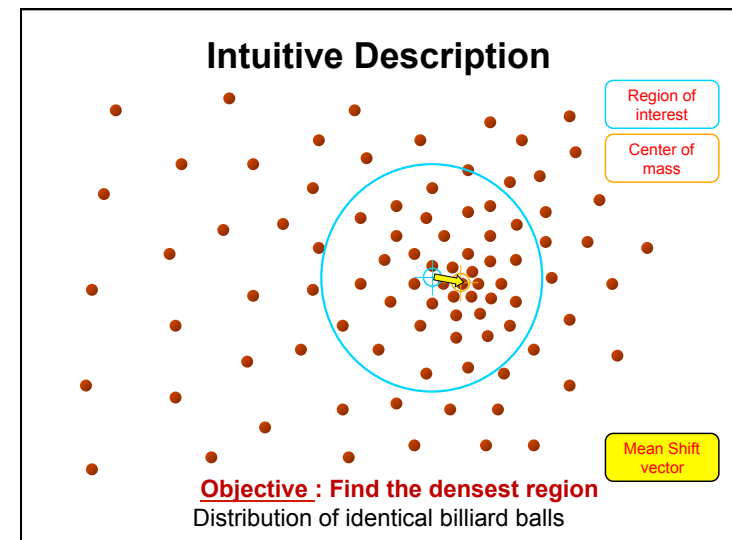 Intuitive Description
Region of
interest
Center of
mass
Mean Shift
vector
Objective : Find the densest region
Distribution of identical billiard balls